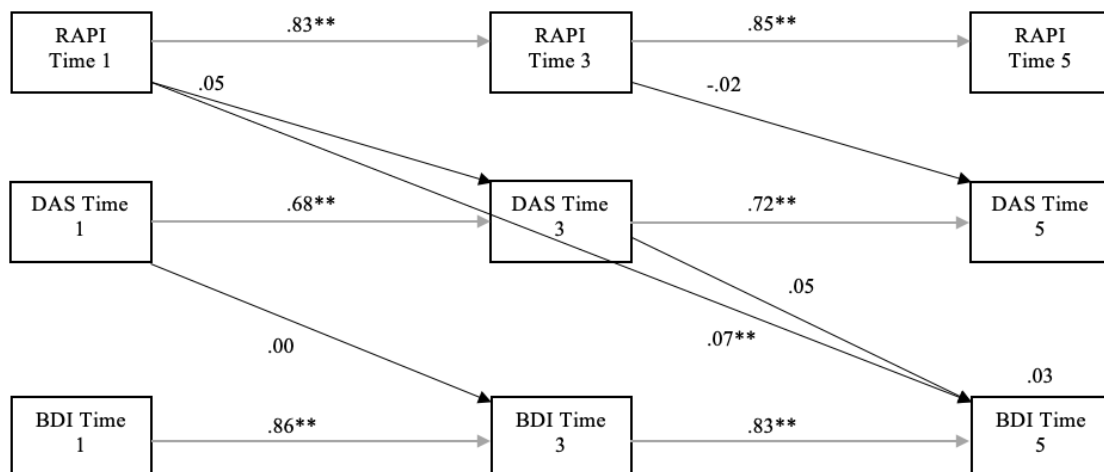 RAPI
Time 1
.83**
RAPI
Time 3
.85**
RAPI
Time 5
.05
-.02
DAS Time
1
.68**
DAS Time
3
.72**
DAS Time
5
.00
.05
.07**
.03
BDI Time
1
.86**
BDI Time
3
.83**
BDI Time
5